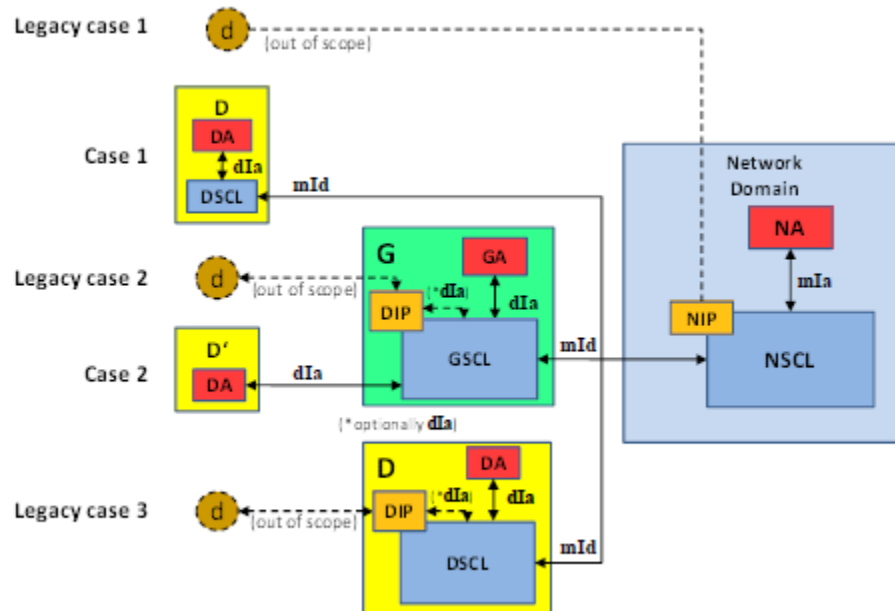 Legacy case 1
d
(out of scope)
D
DA
Case 1
dIa
mId
DSCL
Network
Domain
NA
G
GA
Legacy case 2
d
(out of scope)
(*dIa)
dIa
mIa
DIP
NIP
D‘
mId
GSCL
NSCL
Case 2
DA
dIa
(*optionally dIa)
D
DA
Legacy case 3
d
(out of scope)
DIP
(*dIa)
dIa
mId
DSCL